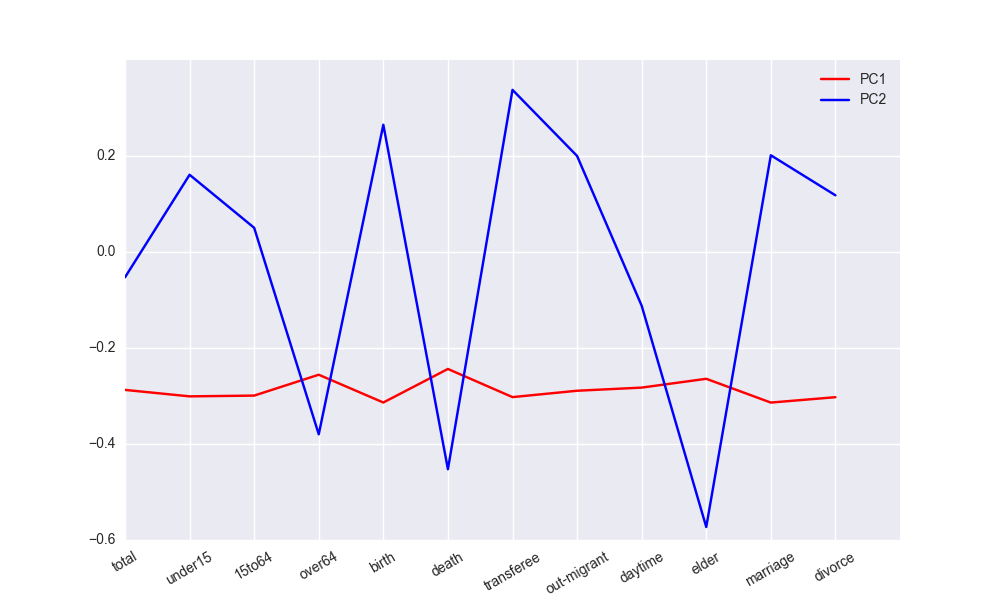 PC1
PC2
0.2
0.0
−0.2
−0.4
−0.6
total
under15
15to64
over64
birth
death
transferee
out-migrant
daytime
elder
marriage
divorce